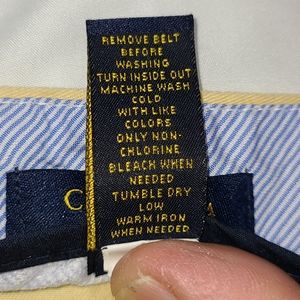 REMOVE BELT
BEFORE
WASHING
TURN INSIDE OUT
MACHINE WASH
COLD
WITH LIKE
COLORS
ONLY NON-
CHLORINE
BLEACH WHEN
NEEDED
TUMBLE DRY
LOW
WARM IRON
WHEN NEEDED